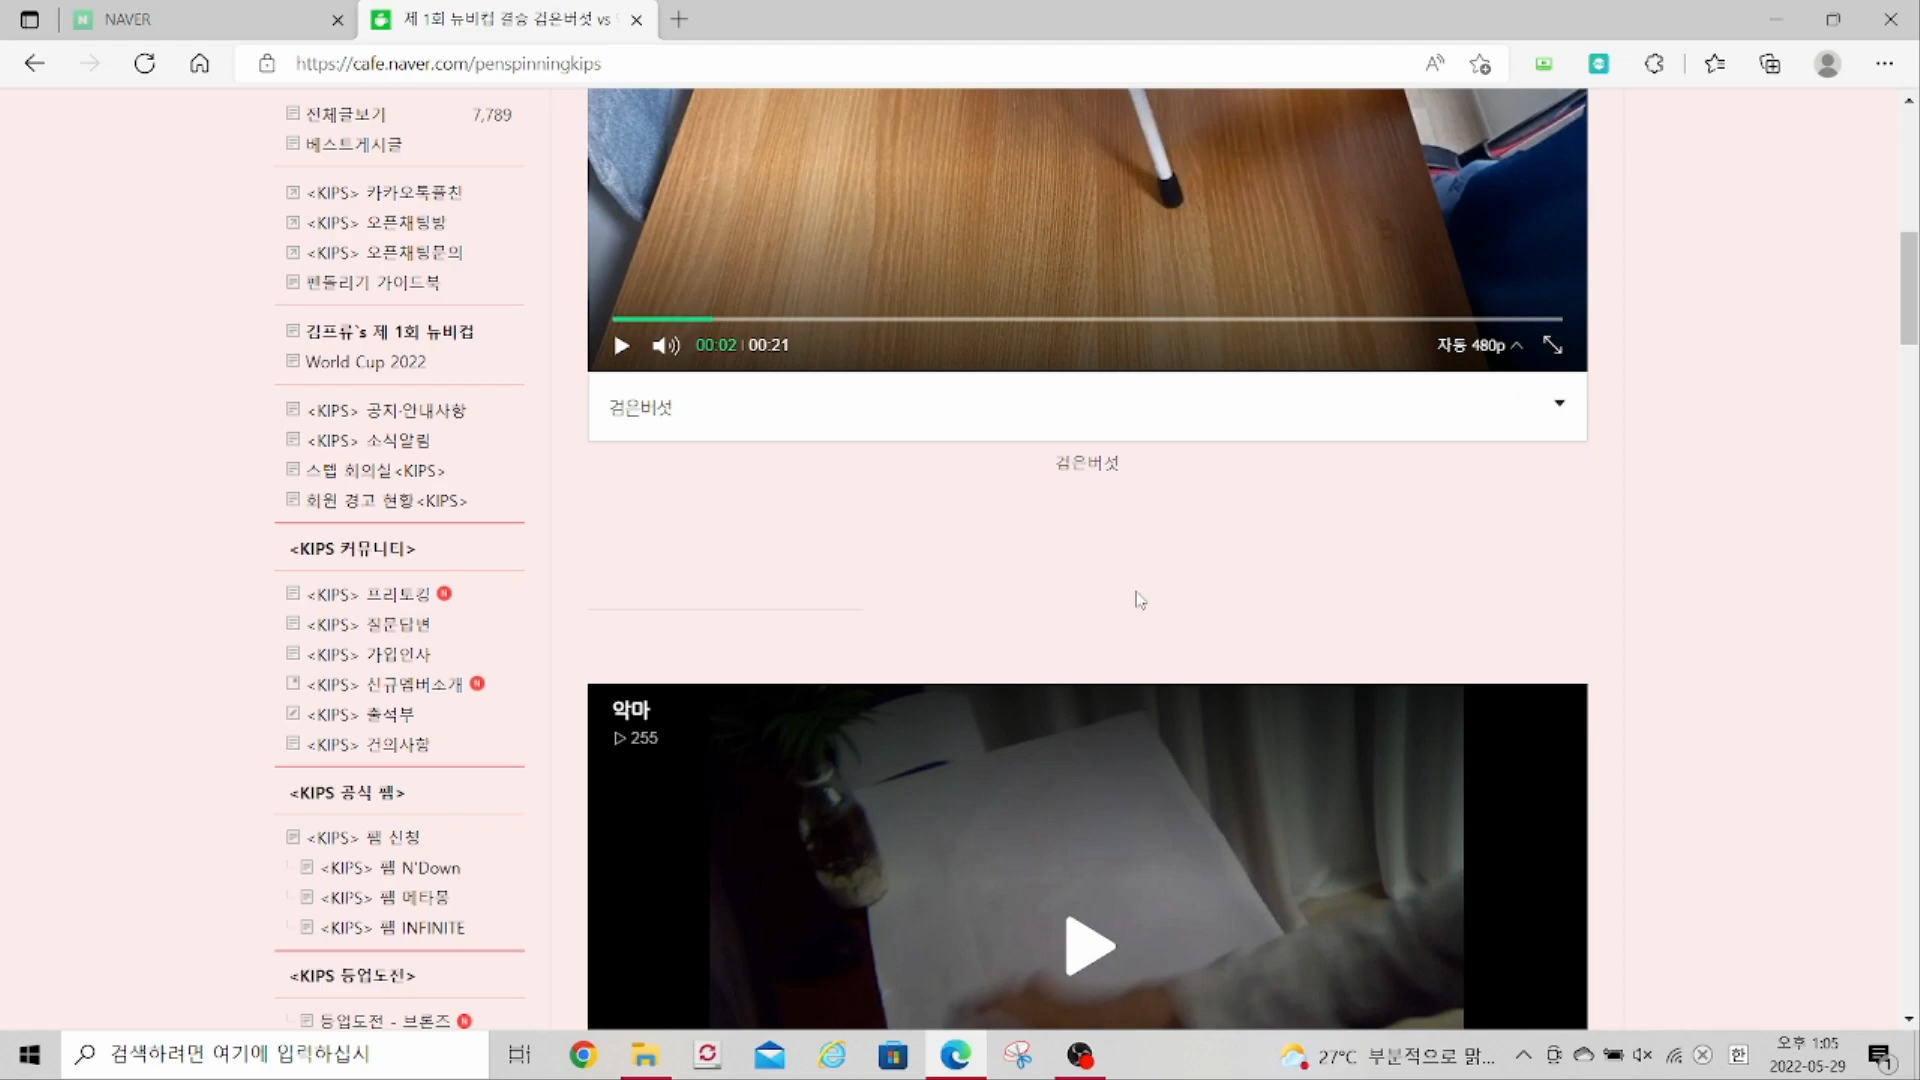 NAVER
제 1회 뉴비컵 결승 검은버섯 vs
https://cafe.naver.com/penspinningkips
전체글보기 7,789
베스트게시글
<KIPS> 카카오톡플친
<KIPS> 오픈채팅방
<KIPS> 오픈채팅문의
펜돌리기 가이드북
김프류`s 제 1회 뉴비컵
World Cup 2022
<KIPS> 공지·안내사항
<KIPS> 소식알림
스텝 회의실<KIPS>
회원 경고 현황<KIPS>
<KIPS 커뮤니티>
<KIPS> 프리토킹
<KIPS> 질문답변
<KIPS> 가입인사
<KIPS> 신규멤버소개
<KIPS> 출석부
<KIPS> 건의사항
<KIPS 공식 팸>
<KIPS> 팸 신청
<KIPS> 팸 N'Down
<KIPS> 팸 메타몽
<KIPS> 팸 INFINITE
<KIPS 등업도전>
등업도전 - 브론즈
00:02 | 00:21
자동 480p
검은버섯
검은버섯
악마
255
검색하려면 여기에 입력하십시
27°C 부분적으로 맑...
한
오후 1:05
2022-05-29
1